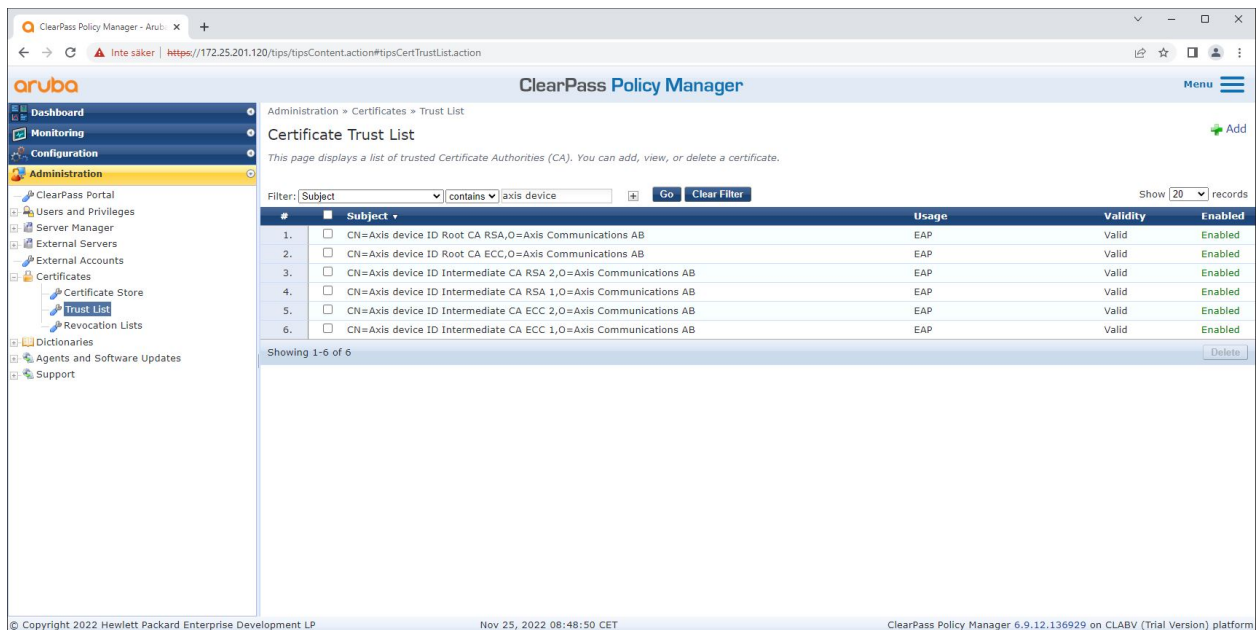 ClearPass Policy Manager - Arub
Inte säker | https://172.25.201.120/tips/tipsContent.action#tipsCertTrustList.action
aruba
ClearPass Policy Manager
Menu
Dashboard
Monitoring
Configuration
Administration
ClearPass Portal
Users and Privileges
Server Manager
External Servers
External Accounts
Certificates
Certificate Store
Trust List
Revocation Lists
Dictionaries
Agents and Software Updates
Support
Administration » Certificates » Trust List
Certificate Trust List
Add
This page displays a list of trusted Certificate Authorities (CA). You can add, view, or delete a certificate.
Filter: Subject contains axis device Go Clear Filter Show 20 records
# Subject Usage Validity Enabled
1. CN=Axis device ID Root CA RSA,O=Axis Communications AB EAP Valid Enabled
2. CN=Axis device ID Root CA ECC,O=Axis Communications AB EAP Valid Enabled
3. CN=Axis device ID Intermediate CA RSA 2,O=Axis Communications AB EAP Valid Enabled
4. CN=Axis device ID Intermediate CA RSA 1,O=Axis Communications AB EAP Valid Enabled
5. CN=Axis device ID Intermediate CA ECC 2,O=Axis Communications AB EAP Valid Enabled
6. CN=Axis device ID Intermediate CA ECC 1,O=Axis Communications AB EAP Valid Enabled
Showing 1-6 of 6 Delete
© Copyright 2022 Hewlett Packard Enterprise Development LP Nov 25, 2022 08:48:50 CET ClearPass Policy Manager 6.9.12.136929 on CLABV (Trial Version) platform